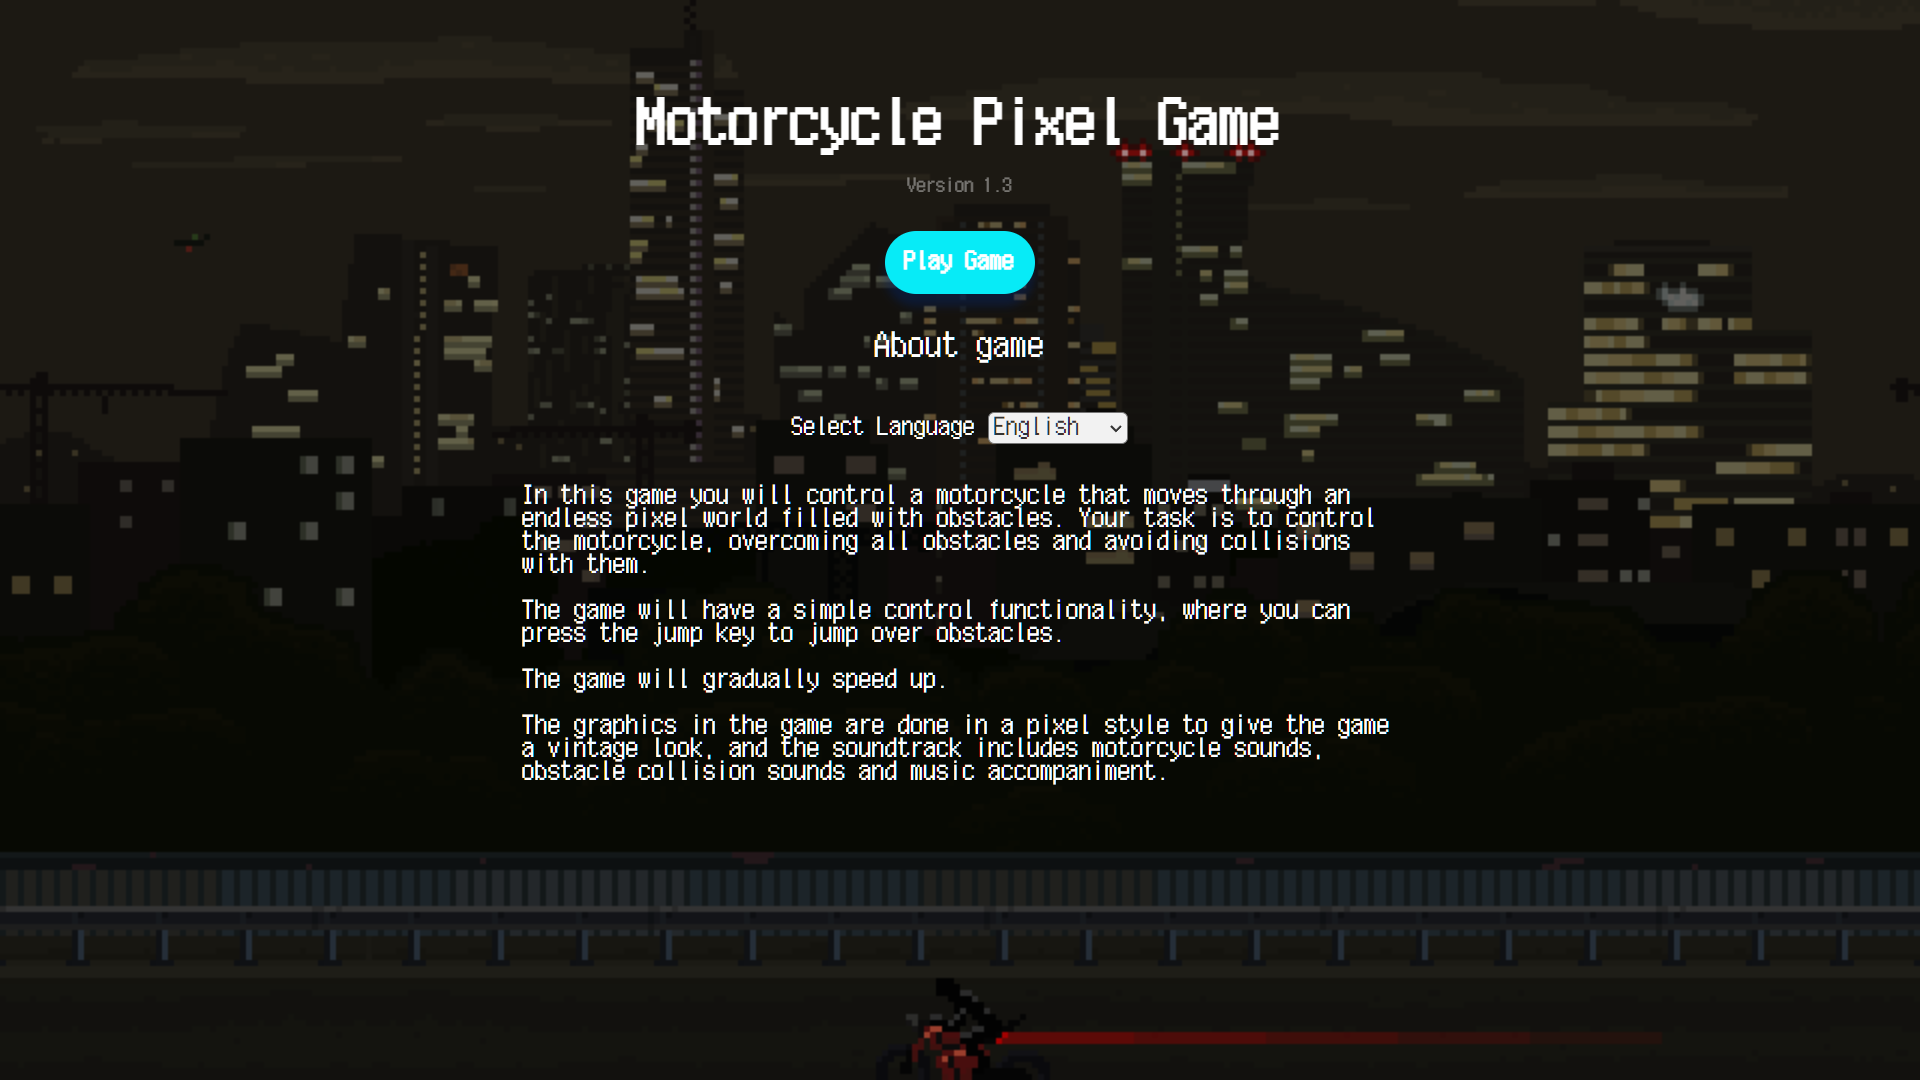 Motorcycle Pixel Game
Version 1.3
Play Game
About game
Select Language English
In this game you will control a motorcycle that moves through an
endless pixel world filled with obstacles. Your task is to control
the motorcycle, overcoming all obstacles and avoiding collisions
with them.
The game will have a simple control functionality, where you can
press the jump key to jump over obstacles.
The game will gradually speed up.
The graphics in the game are done in a pixel style to give the game
a vintage look, and the soundtrack includes motorcycle sounds,
obstacle collision sounds and music accompaniment.